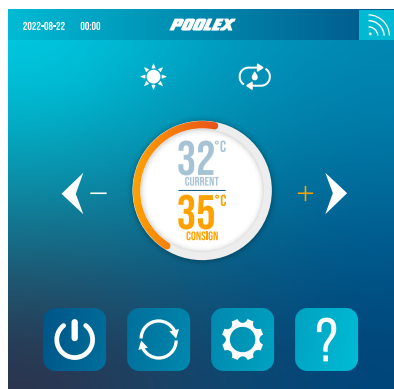 2022-08-22 00:00 POOLEX
32°C
CURRENT
− +
35°C
CONSIGN
?